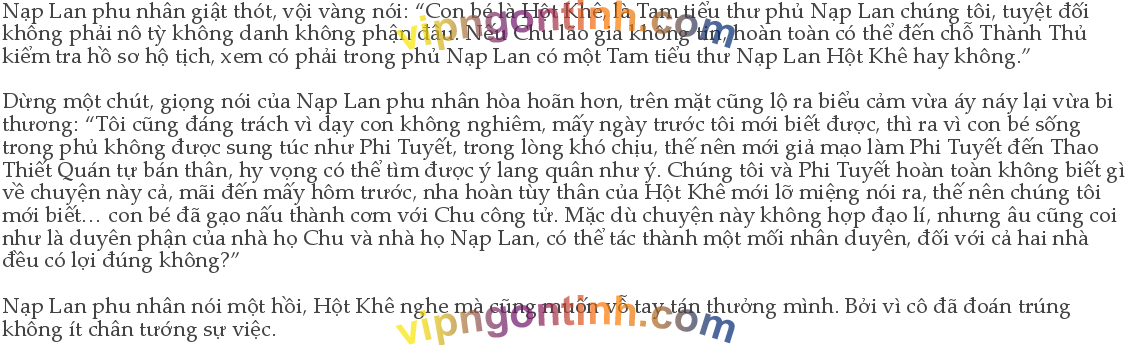 Nạp Lan phu nhân giật thót, vội vàng nói: “Con bé là Hột Khê, là Tam tiểu thư phủ Nạp Lan chúng tôi, tuyệt đối
không phải nô tỳ không danh không phận đâu. Nếu Chu lão gia không tin, hoàn toàn có thể đến chỗ Thành Thủ
kiểm tra hồ sơ hộ tịch, xem có phải trong phủ Nạp Lan có một Tam tiểu thư Nạp Lan Hột Khê hay không.”
vipngontinh.com
Dừng một chút, giọng nói của Nạp Lan phu nhân hòa hoãn hơn, trên mặt cũng lộ ra biểu cảm vừa áy náy lại vừa bi
thương: “Tôi cũng đáng trách vì dạy con không nghiêm, mấy ngày trước tôi mới biết được, thì ra vì con bé sống
trong phủ không được sung túc như Phi Tuyết, trong lòng khó chịu, thế nên mới giả mạo làm Phi Tuyết đến Thao
Thiết Quán tự bán thân, hy vọng có thể tìm được ý lang quân như ý. Chúng tôi và Phi Tuyết hoàn toàn không biết gì
về chuyện này cả, mãi đến mấy hôm trước, nha hoàn tùy thân của Hột Khê mới lỡ miệng nói ra, thế nên chúng tôi
mới biết… con bé đã gạo nấu thành cơm với Chu công tử. Mặc dù chuyện này không hợp đạo lí, nhưng âu cũng coi
như là duyên phận của nhà họ Chu và nhà họ Nạp Lan, có thể tác thành một mối nhân duyên, đối với cả hai nhà
đều có lợi đúng không?”
Nạp Lan phu nhân nói một hồi, Hột Khê nghe mà cũng muốn vỗ tay tán thưởng mình. Bởi vì cô đã đoán trúng
không ít chân tướng sự việc.
vipngontinh.com